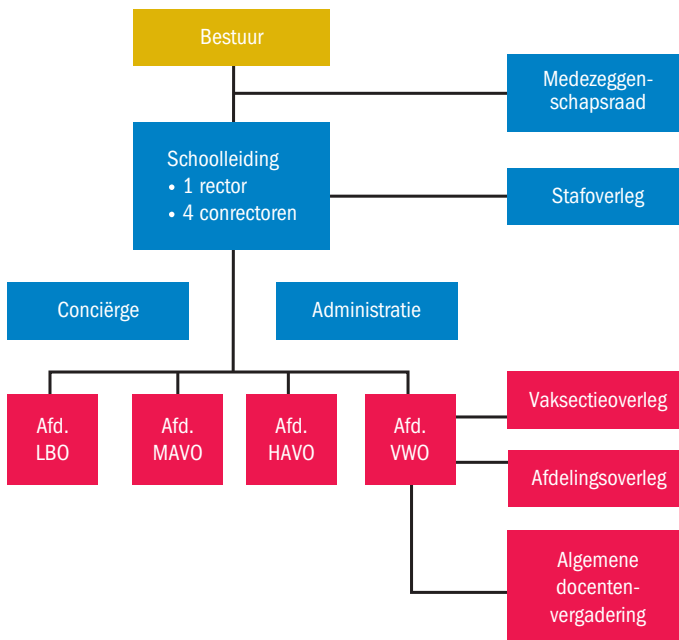 Bestuur
Medezeggen-
schapsraad
Schoolleiding
• 1 rector
• 4 conrectoren
Stafoverleg
Conciërge
Administratie
Afd.
LBO
Afd.
MAVO
Afd.
HAVO
Afd.
VWO
Vaksectieoverleg
Afdelingsoverleg
Algemene
docenten-
vergadering